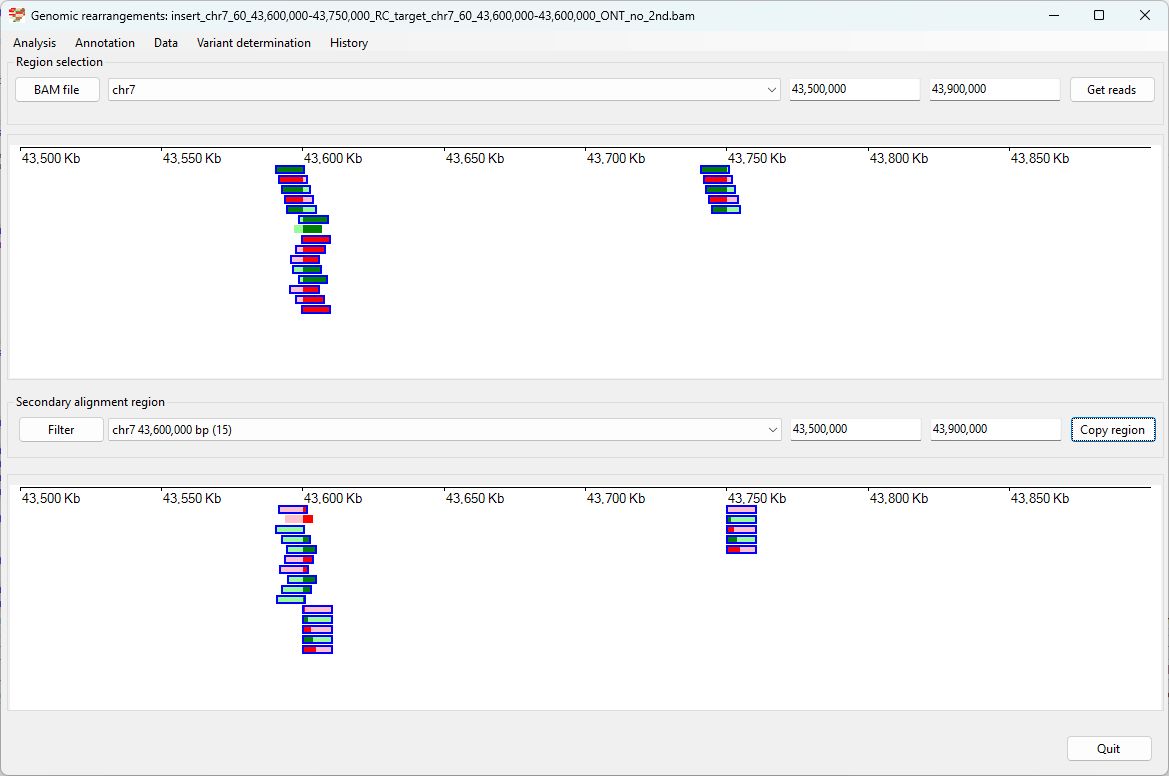 Genomic rearrangements: insert_chr7_60_43,600,000-43,750,000_RC_target_chr7_60_43,600,000-43,600,000_ONT_no_2nd.bam
Analysis Annotation Data Variant determination History
Region selection
BAM file chr7 43,500,000 43,900,000 Get reads
43,500 Kb 43,550 Kb 43,600 Kb 43,650 Kb 43,700 Kb 43,750 Kb 43,800 Kb 43,850 Kb
Secondary alignment region
Filter chr7 43,600,000 bp (15) 43,500,000 43,900,000 Copy region
43,500 Kb 43,550 Kb 43,600 Kb 43,650 Kb 43,700 Kb 43,750 Kb 43,800 Kb 43,850 Kb
Quit